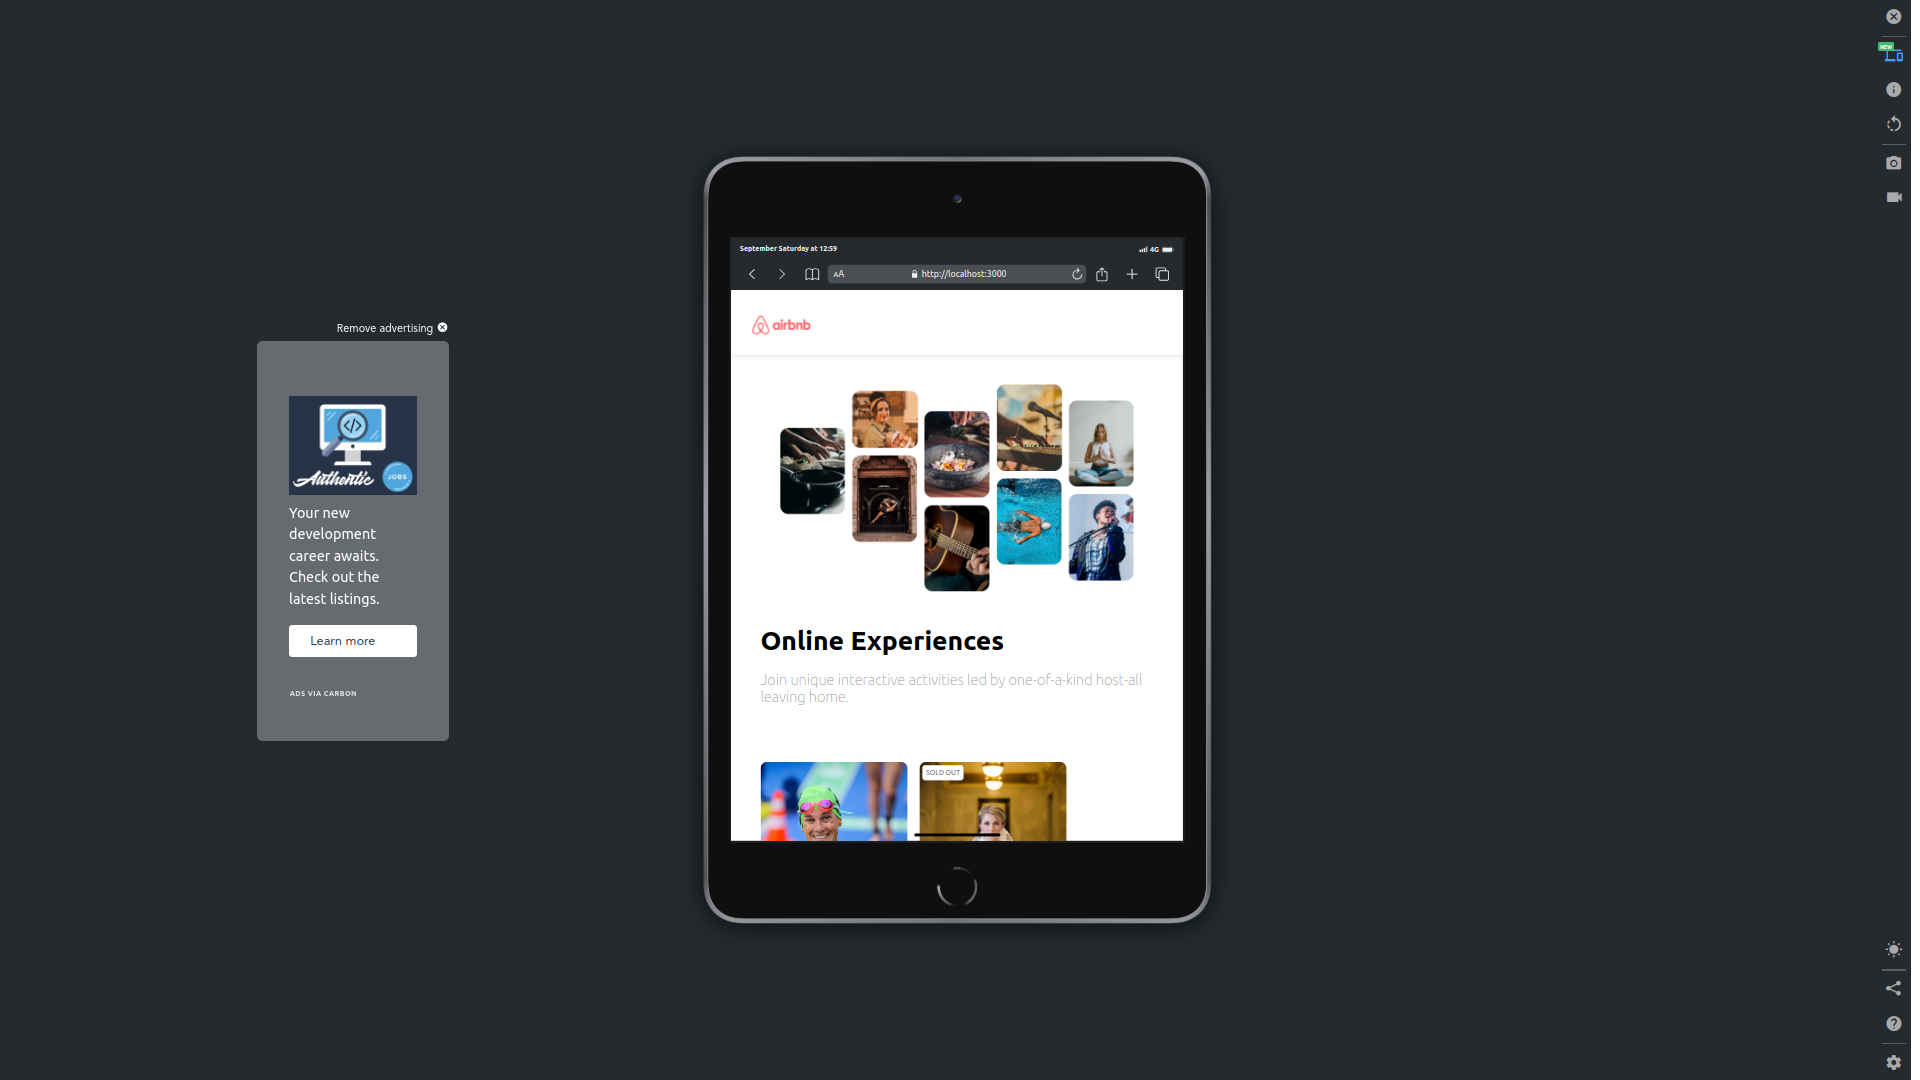 NEW
Remove advertising
Authentic
JOBS
Your new
development
career awaits.
Check out the
latest listings.
Learn more
ADS VIA CARBON
September Saturday at 12:59
4G
AA
http://localhost:3000
airbnb
Online Experiences
Join unique interactive activities led by one-of-a-kind host-all
leaving home.
SOLD OUT